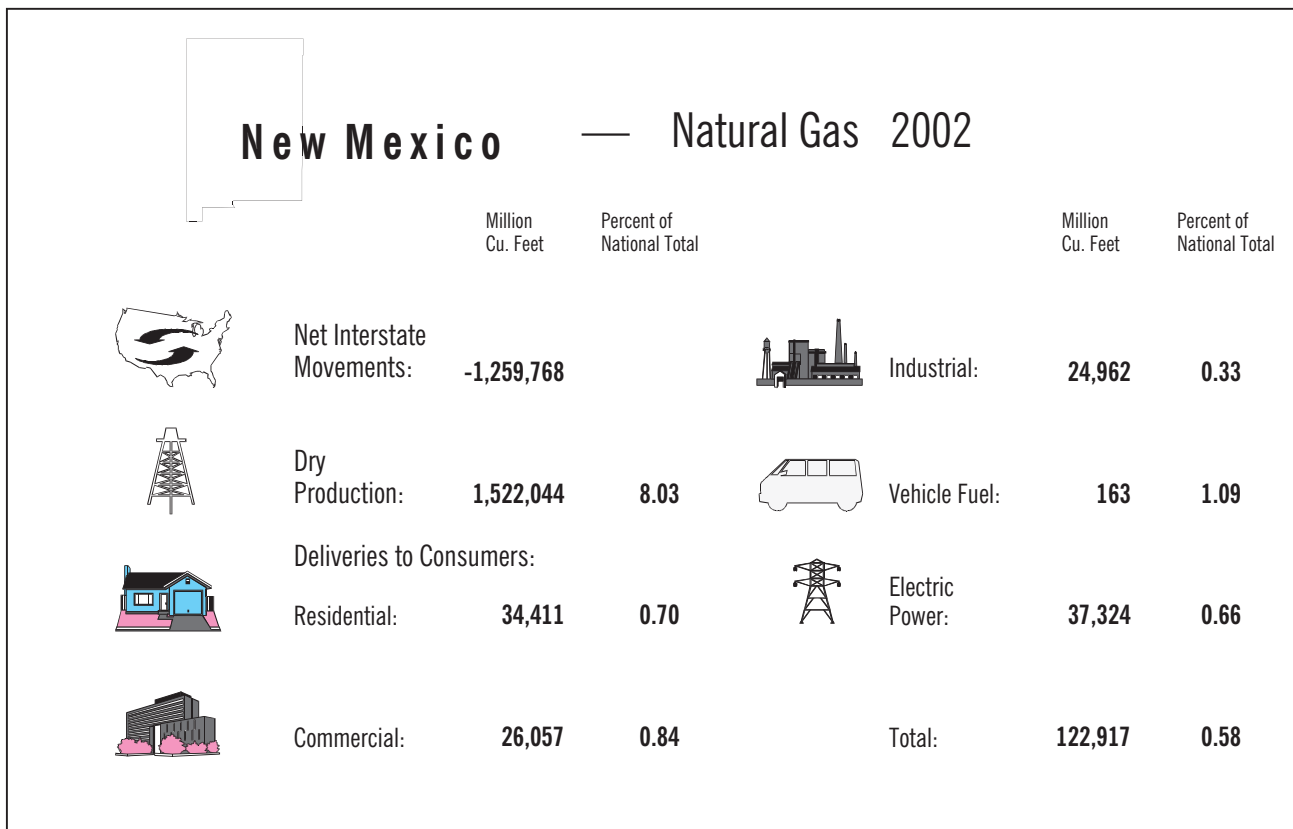 New Mexico — Natural Gas 2002
Million
Cu. Feet
Percent of
National Total
Million
Cu. Feet
Percent of
National Total
Net Interstate
Movements: -1,259,768
Industrial: 24,962 0.33
Dry
Production: 1,522,044 8.03
Vehicle Fuel: 163 1.09
Deliveries to Consumers:
Residential: 34,411 0.70
Electric
Power: 37,324 0.66
Commercial: 26,057 0.84
Total: 122,917 0.58